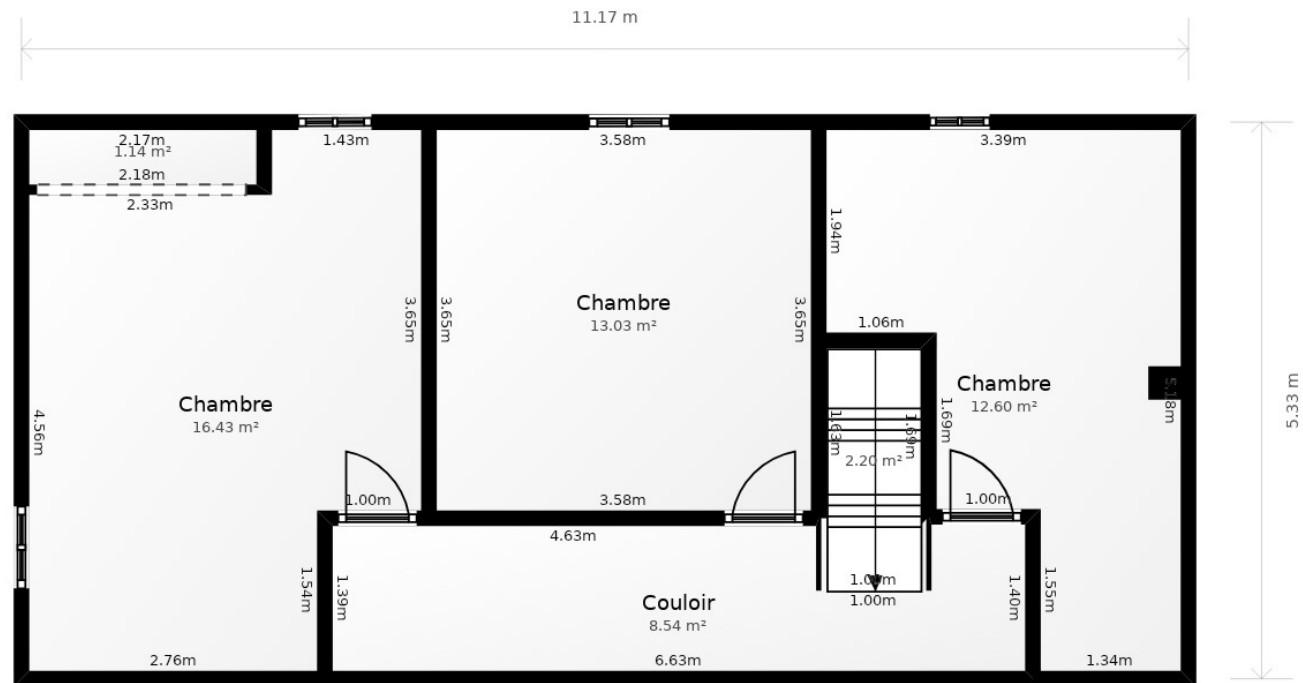 11.17 m
2.17m
1.14 m²
2.18m
2.33m
1.43m
3.58m
3.39m
1.94m
3.65m
3.65m
3.65m
Chambre
13.03 m²
1.06m
5.33 m
Chambre
16.43 m²
4.56m
Chambre
12.60 m²
5.18m
1.63m
1.69m
1.69m
2.20 m²
1.00m
3.58m
1.00m
4.63m
1.54m
1.39m
1.00m
1.00m
1.40m
1.55m
Couloir
8.54 m²
2.76m
6.63m
1.34m